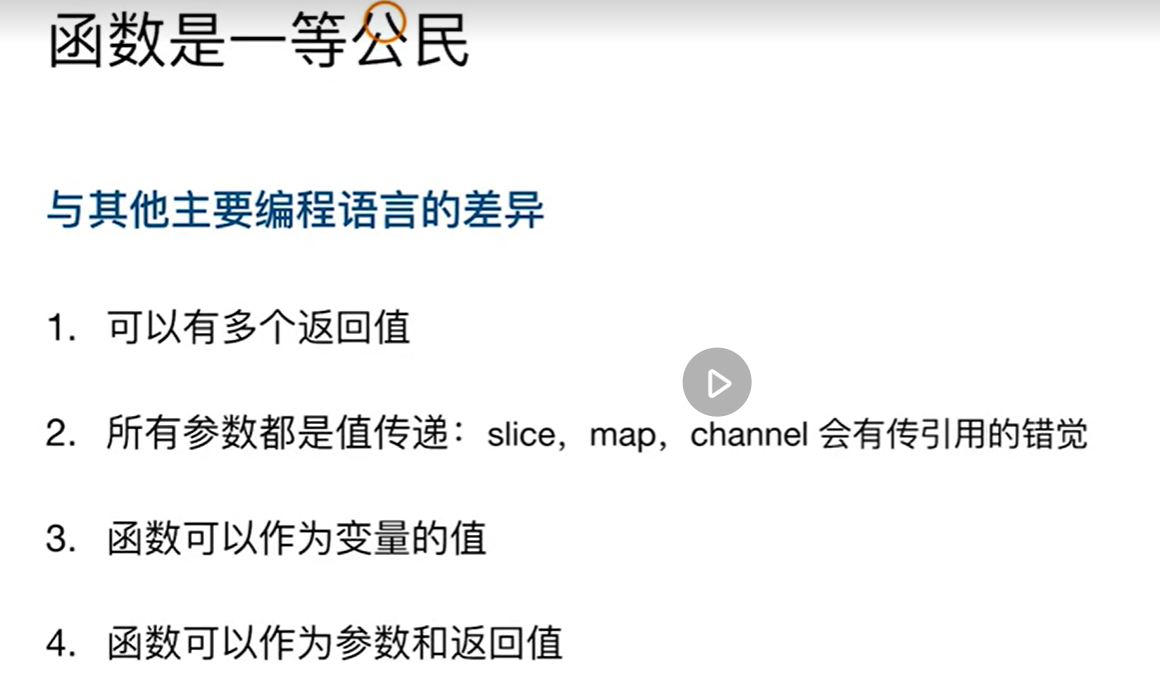 函数是一等公民
与其他主要编程语言的差异
1. 可以有多个返回值
2. 所有参数都是值传递：slice，map，channel 会有传引用的错觉
3. 函数可以作为变量的值
4. 函数可以作为参数和返回值